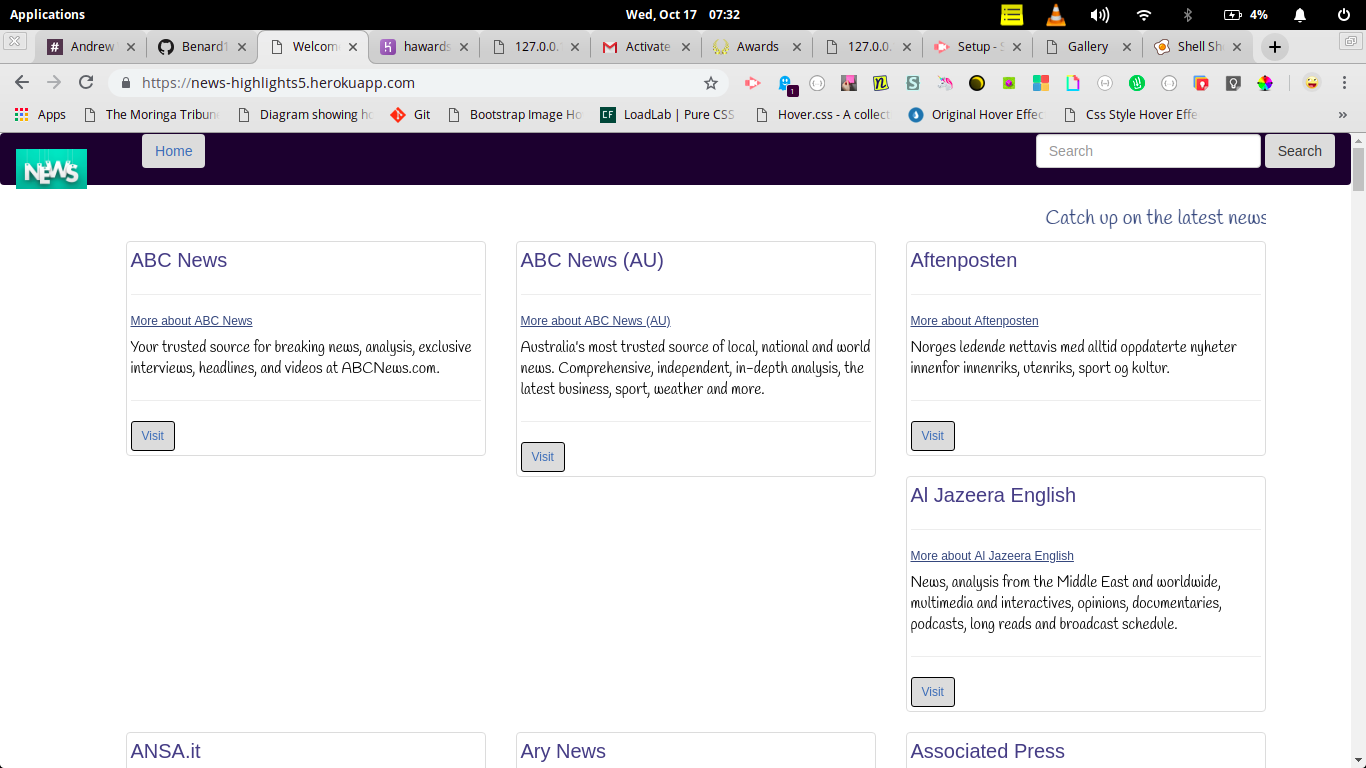 Applications
Wed, Oct 17 07:32
4%
Andrew
Benard1
Welcome
hawards
127.0.0.
Activate
Awards
127.0.0.
Setup - S
Gallery
Shell Sh
https://news-highlights5.herokuapp.com
1
Apps
The Moringa Tribun
Diagram showing ho
Git
Bootstrap Image Ho
CF
LoadLab | Pure CSS
Hover.css - A collect
Original Hover Effec
Css Style Hover Effe
»
NEWS
Home
Search
Search
Catch up on the latest news
ABC News
More about ABC News
Your trusted source for breaking news, analysis, exclusive
interviews, headlines, and videos at ABCNews.com.
Visit
ABC News (AU)
More about ABC News (AU)
Australia's most trusted source of local, national and world
news. Comprehensive, independent, in-depth analysis, the
latest business, sport, weather and more.
Visit
Aftenposten
More about Aftenposten
Norges ledende nettavis med alltid oppdaterte nyheter
innenfor innenriks, utenriks, sport og kultur.
Visit
Al Jazeera English
More about Al Jazeera English
News, analysis from the Middle East and worldwide,
multimedia and interactives, opinions, documentaries,
podcasts, long reads and broadcast schedule.
Visit
ANSA.it
Ary News
Associated Press